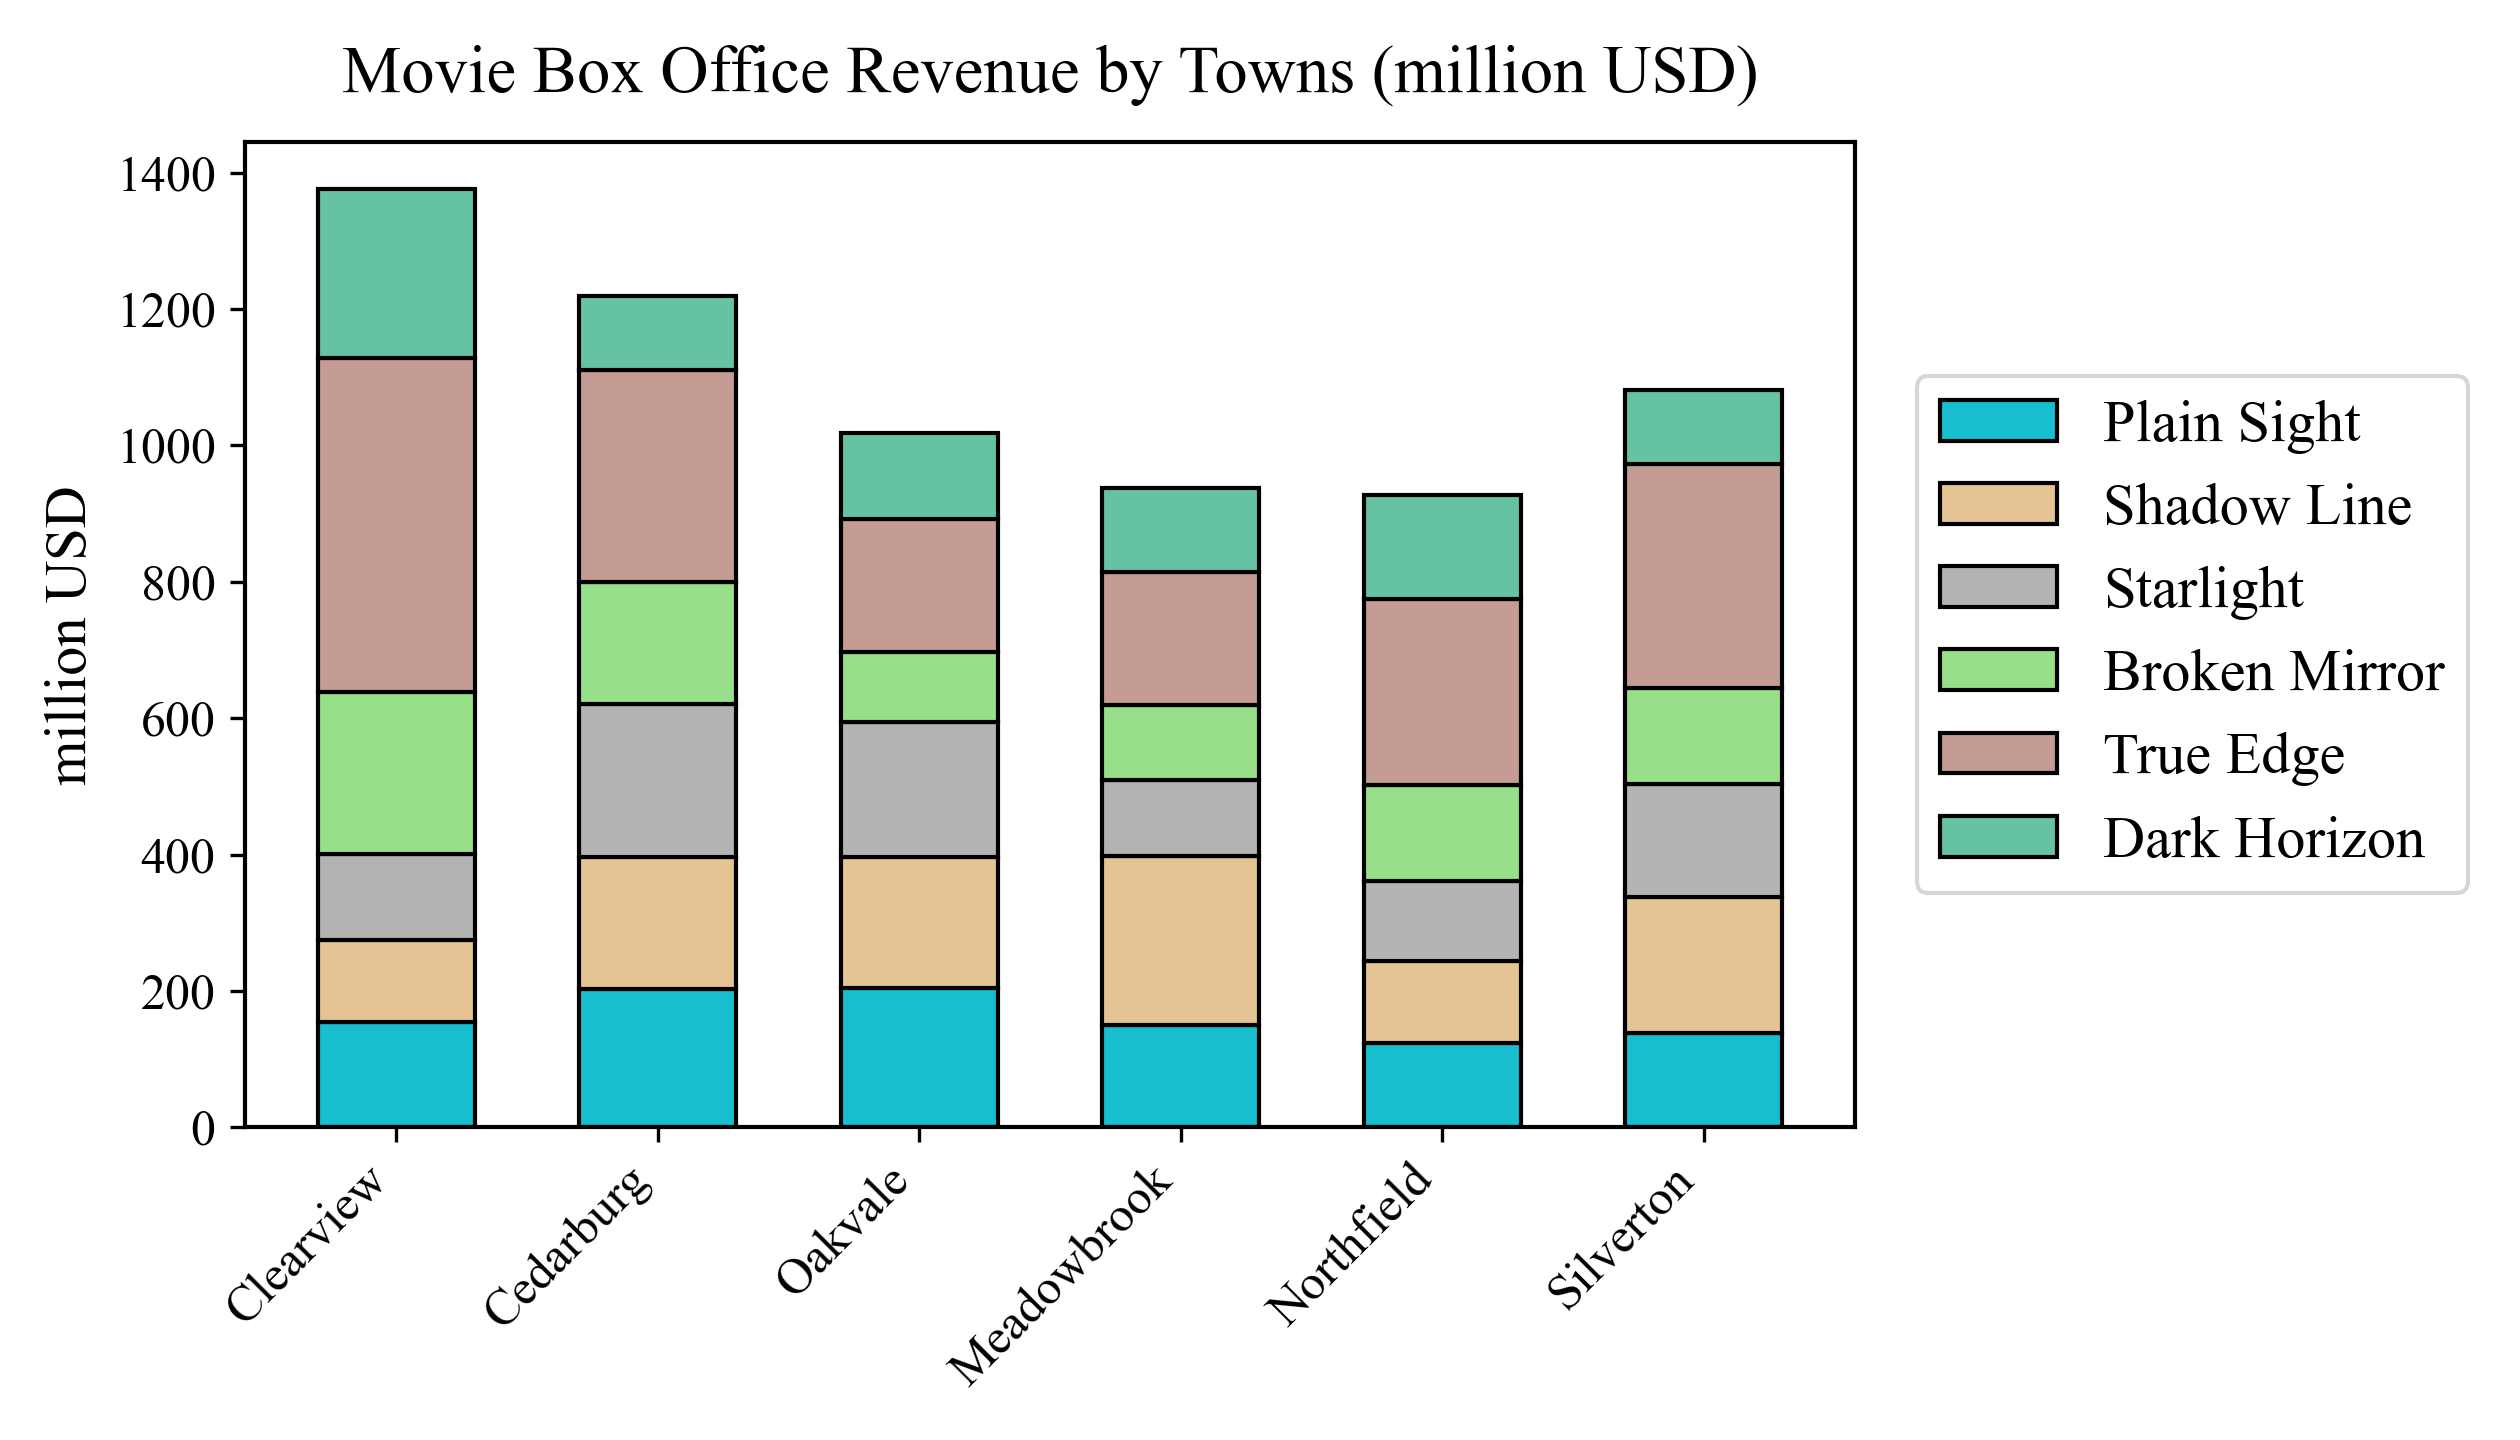 Movie Box Office Revenue by Towns (million USD)
million USD
1400
1200
1000
800
600
400
200
0
Clearview
Cedarburg
Oakvale
Meadowbrook
Northfield
Silverton
Plain Sight
Shadow Line
Starlight
Broken Mirror
True Edge
Dark Horizon